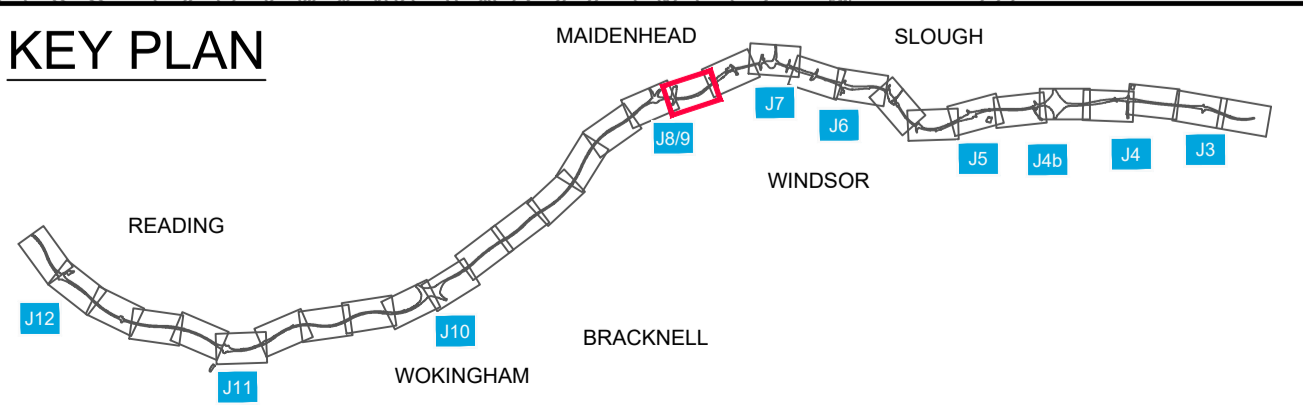 KEY PLAN
MAIDENHEAD
SLOUGH
J7
J6
J8/9
J5
J4b
J4
J3
WINDSOR
READING
J12
J10
BRACKNELL
J11
WOKINGHAM